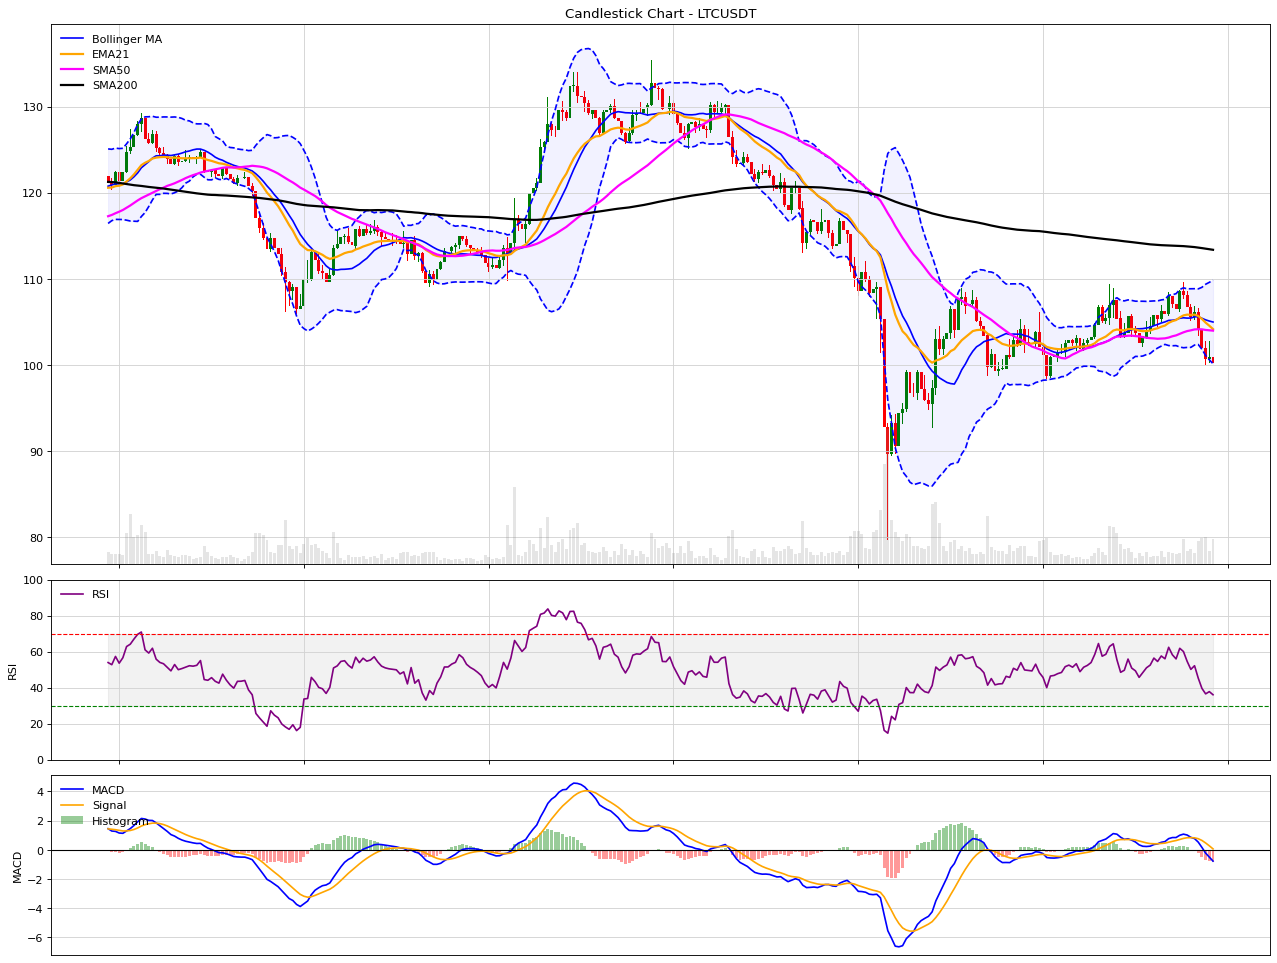 Candlestick Chart - LTCUSDT
Bollinger MA
EMA21
SMA50
SMA200
130
120
110
100
90
80
100
RSI
80
60
40
20
0
RSI
MACD
Signal
Histogram
4
2
0
−2
−4
−6
MACD